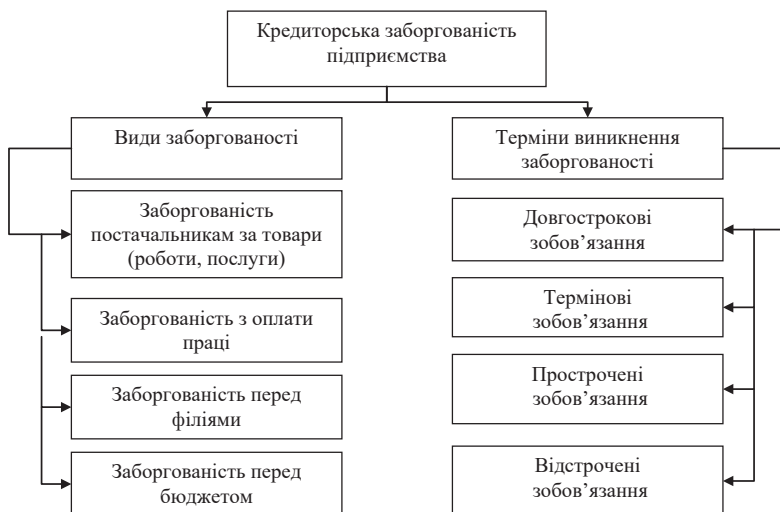 Кредиторська заборгованість
підприємства
Види заборгованості
Терміни виникнення
заборгованості
Заборгованість
постачальникам за товари
(роботи, послуги)
Заборгованість з оплати
праці
Заборгованість перед
філіями
Заборгованість перед
бюджетом
Довгострокові
зобов’язання
Термінові
зобов’язання
Прострочені
зобов’язання
Відстрочені
зобов’язання